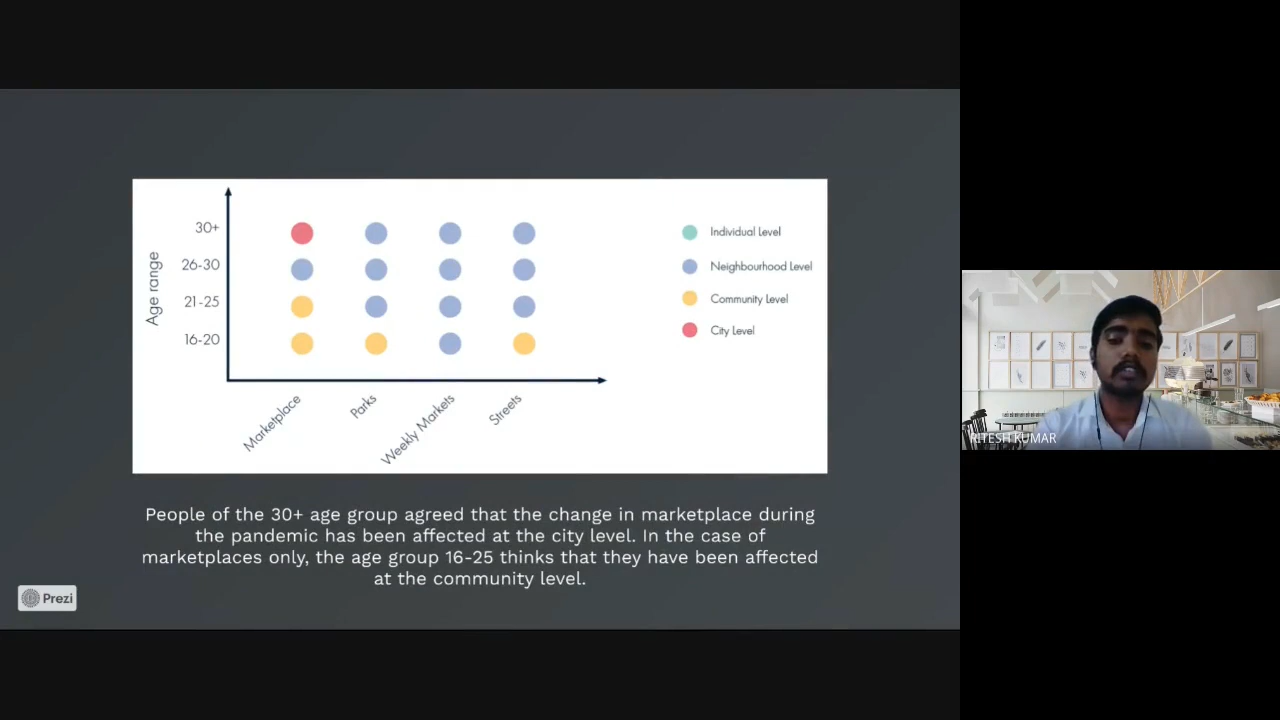 30+
26-30
21-25
16-20
Age range
Marketplace
Parks
Weekly Markets
Streets
Individual Level
Neighbourhood Level
Community Level
City Level
People of the 30+ age group agreed that the change in marketplace during
the pandemic has been affected at the city level. In the case of
marketplaces only, the age group 16-25 thinks that they have been affected
at the community level.
Prezi
RITESH KUMAR